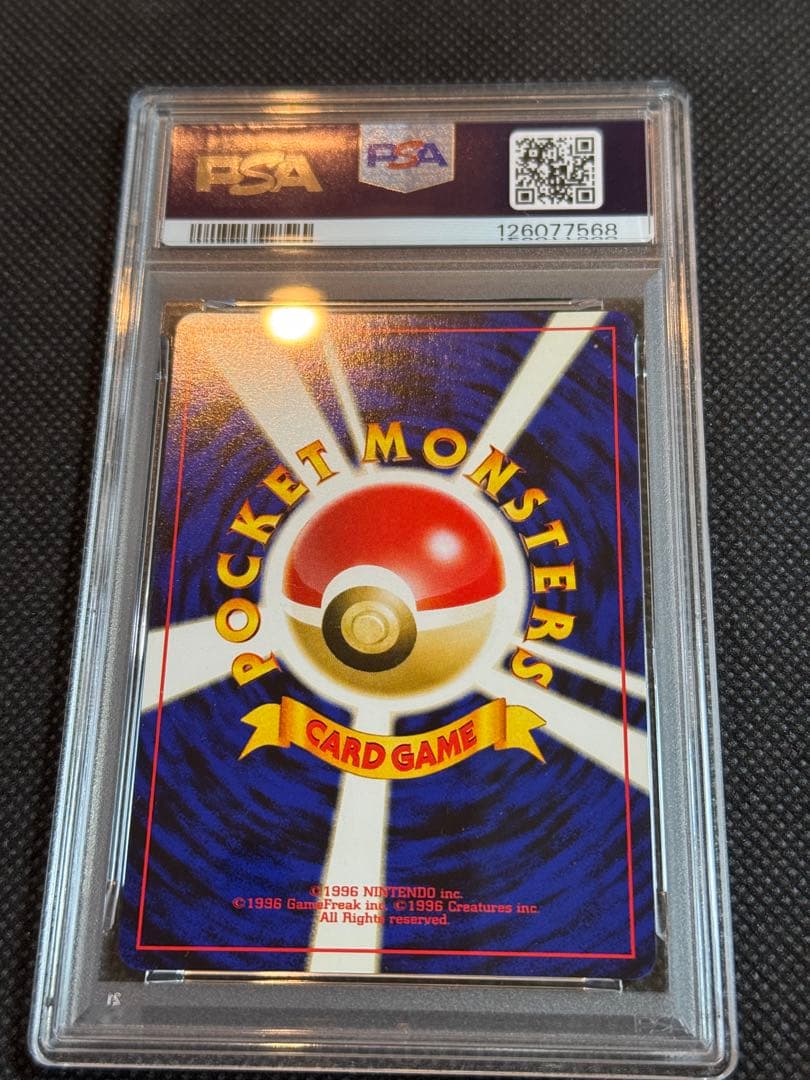 PSA
PSA
126077568
POCKET MONSTERS
CARD GAME
©1996 NINTENDO inc.
©1996 GameFreak inc. ©1996 Creatures inc.
All Rights reserved.